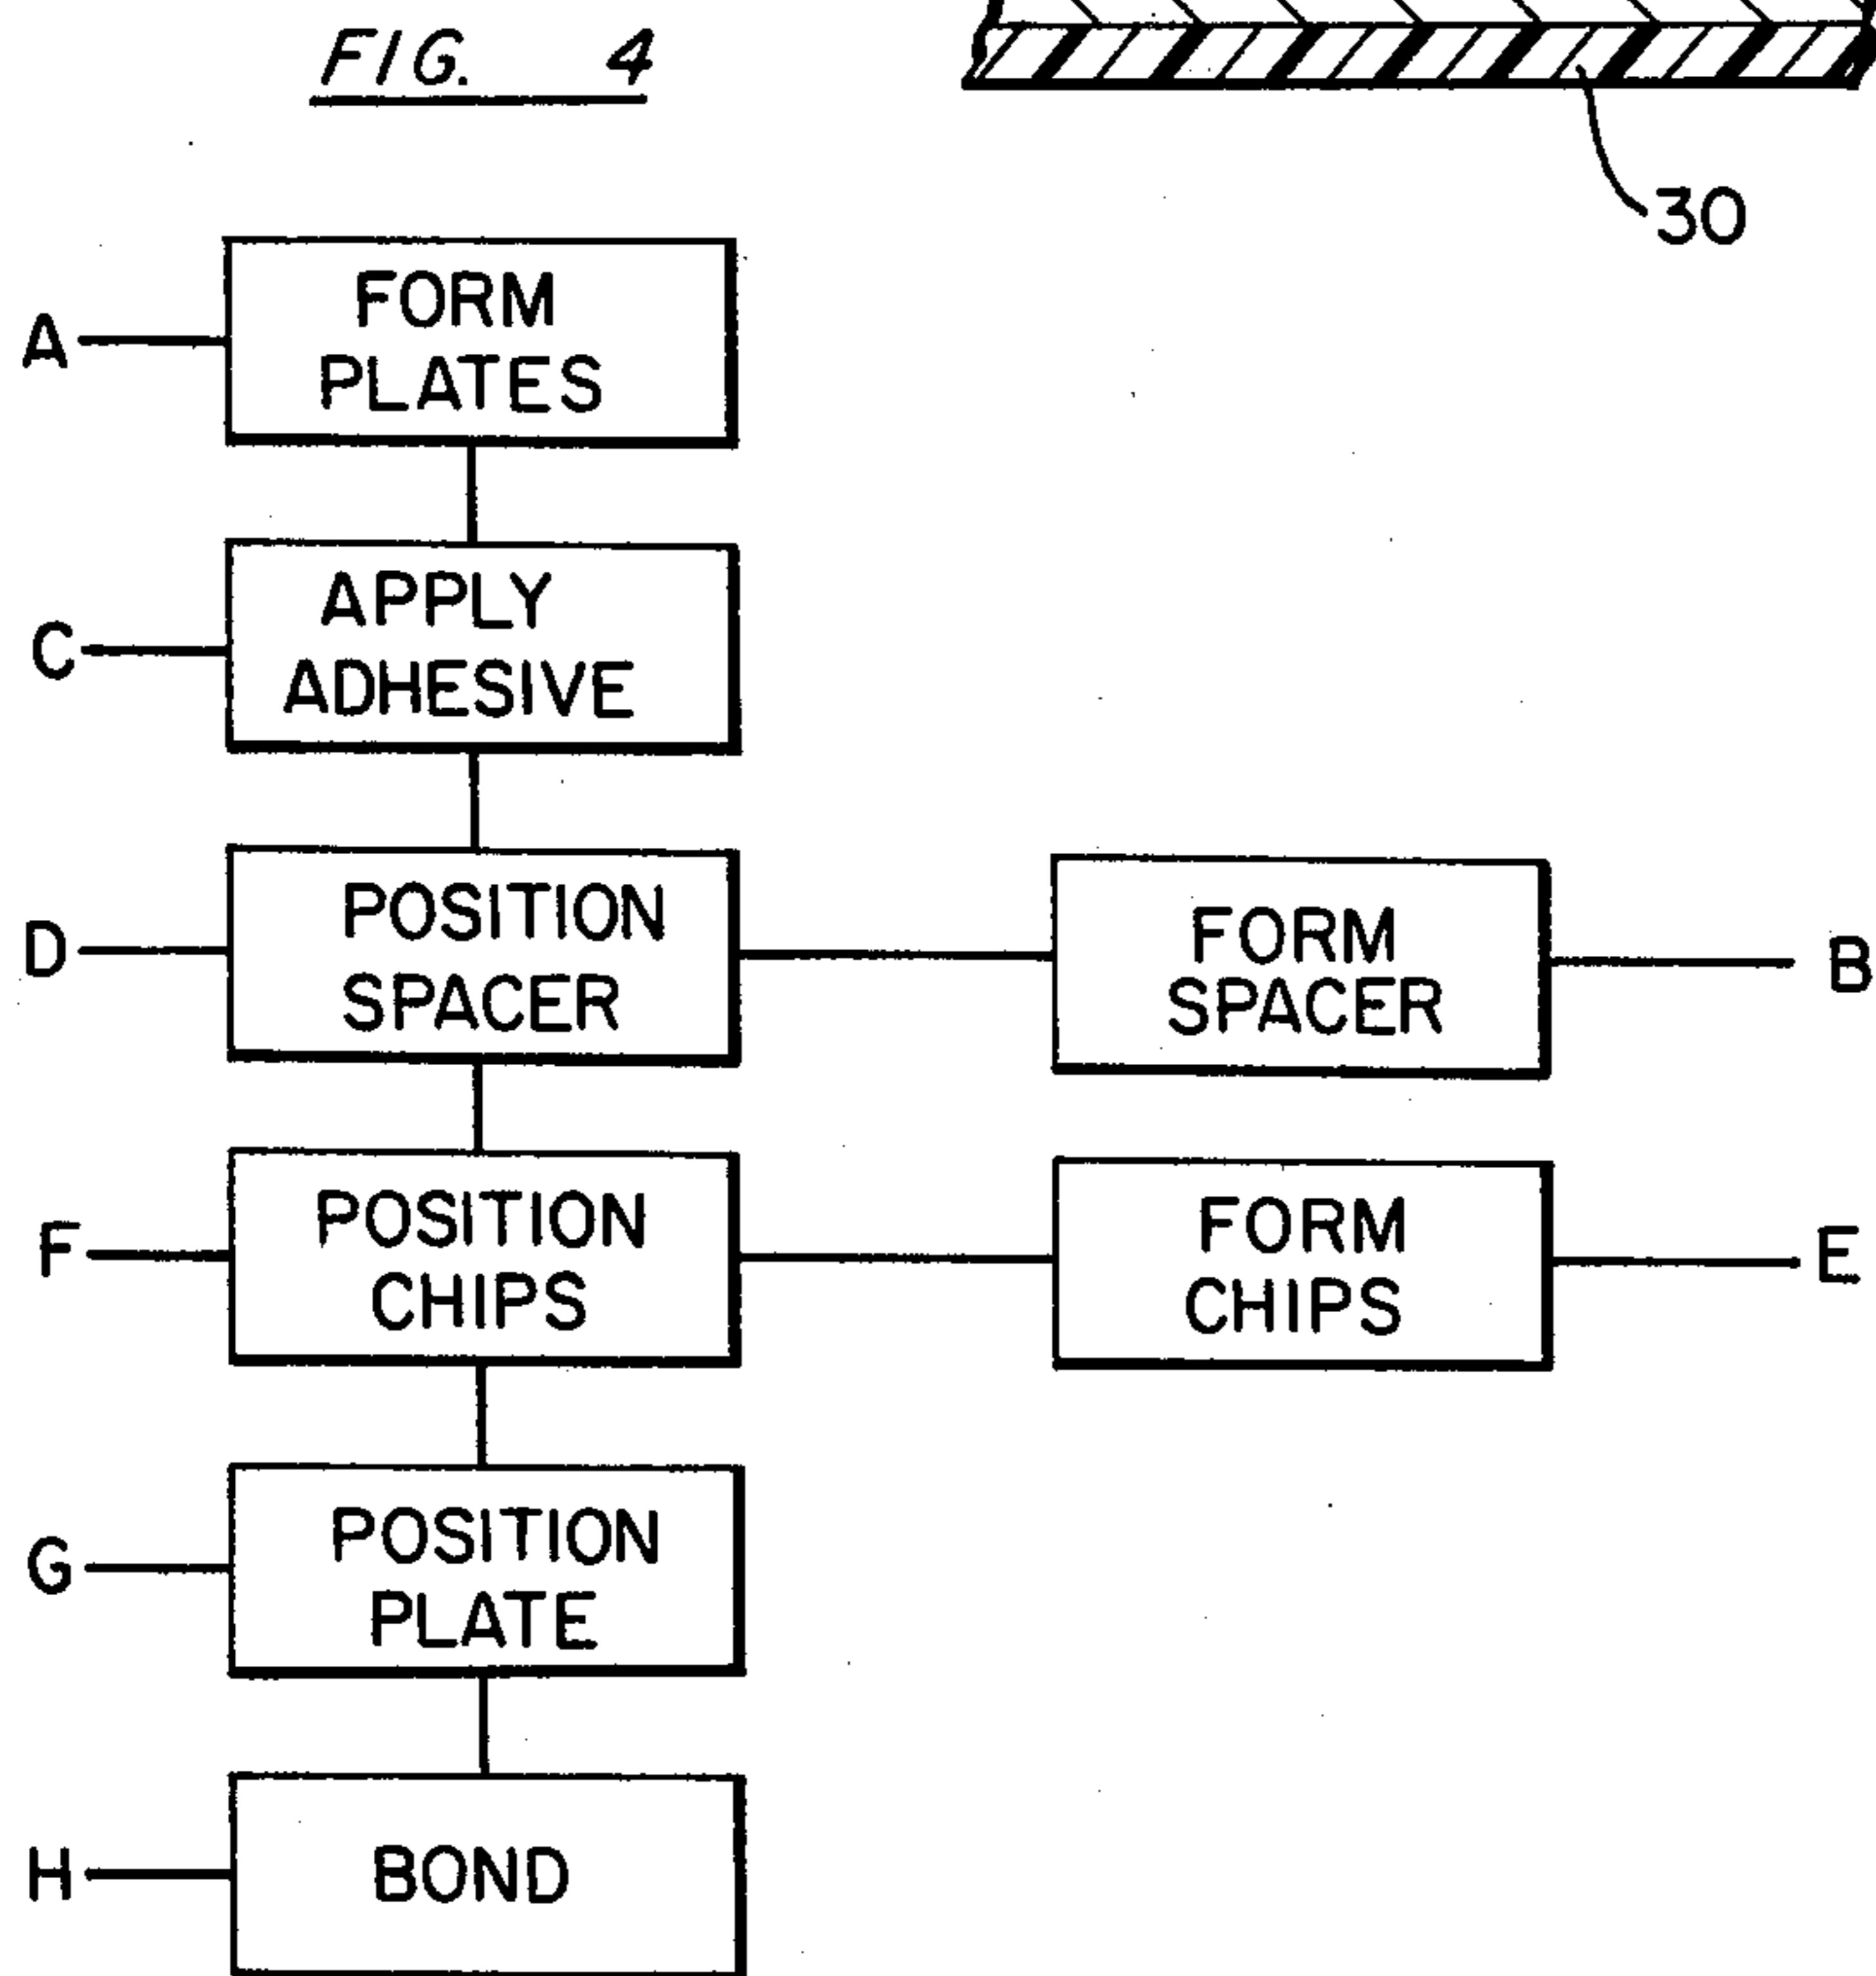 FIG. 4
30
A
FORM
PLATES
C
APPLY
ADHESIVE
D
POSITION
SPACER
FORM
SPACER
B
F
POSITION
CHIPS
FORM
CHIPS
E
G
POSITION
PLATE
H
BOND